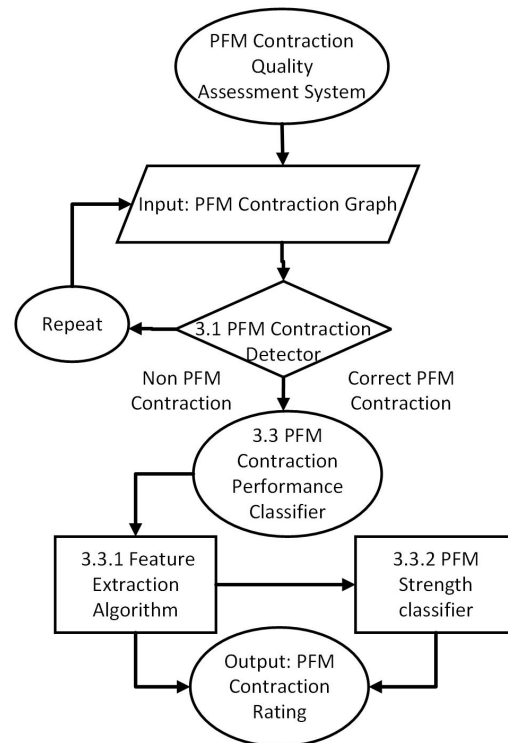 PFM Contraction
Quality
Assessment System
Input: PFM Contraction Graph
Repeat
3.1 PFM Contraction
Detector
Non PFM
Contraction
Correct PFM
Contraction
3.3 PFM
Contraction
Performance
Classifier
3.3.1 Feature
Extraction
Algorithm
3.3.2 PFM
Strength
classifier
Output: PFM
Contraction
Rating